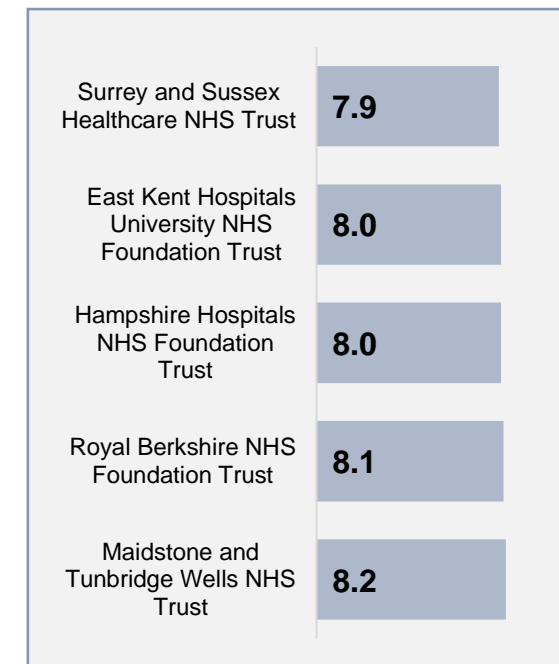 Surrey and Sussex
Healthcare NHS Trust
7.9
East Kent Hospitals
University NHS
Foundation Trust
8.0
Hampshire Hospitals
NHS Foundation
Trust
8.0
Royal Berkshire NHS
Foundation Trust
8.1
Maidstone and
Tunbridge Wells NHS
Trust
8.2